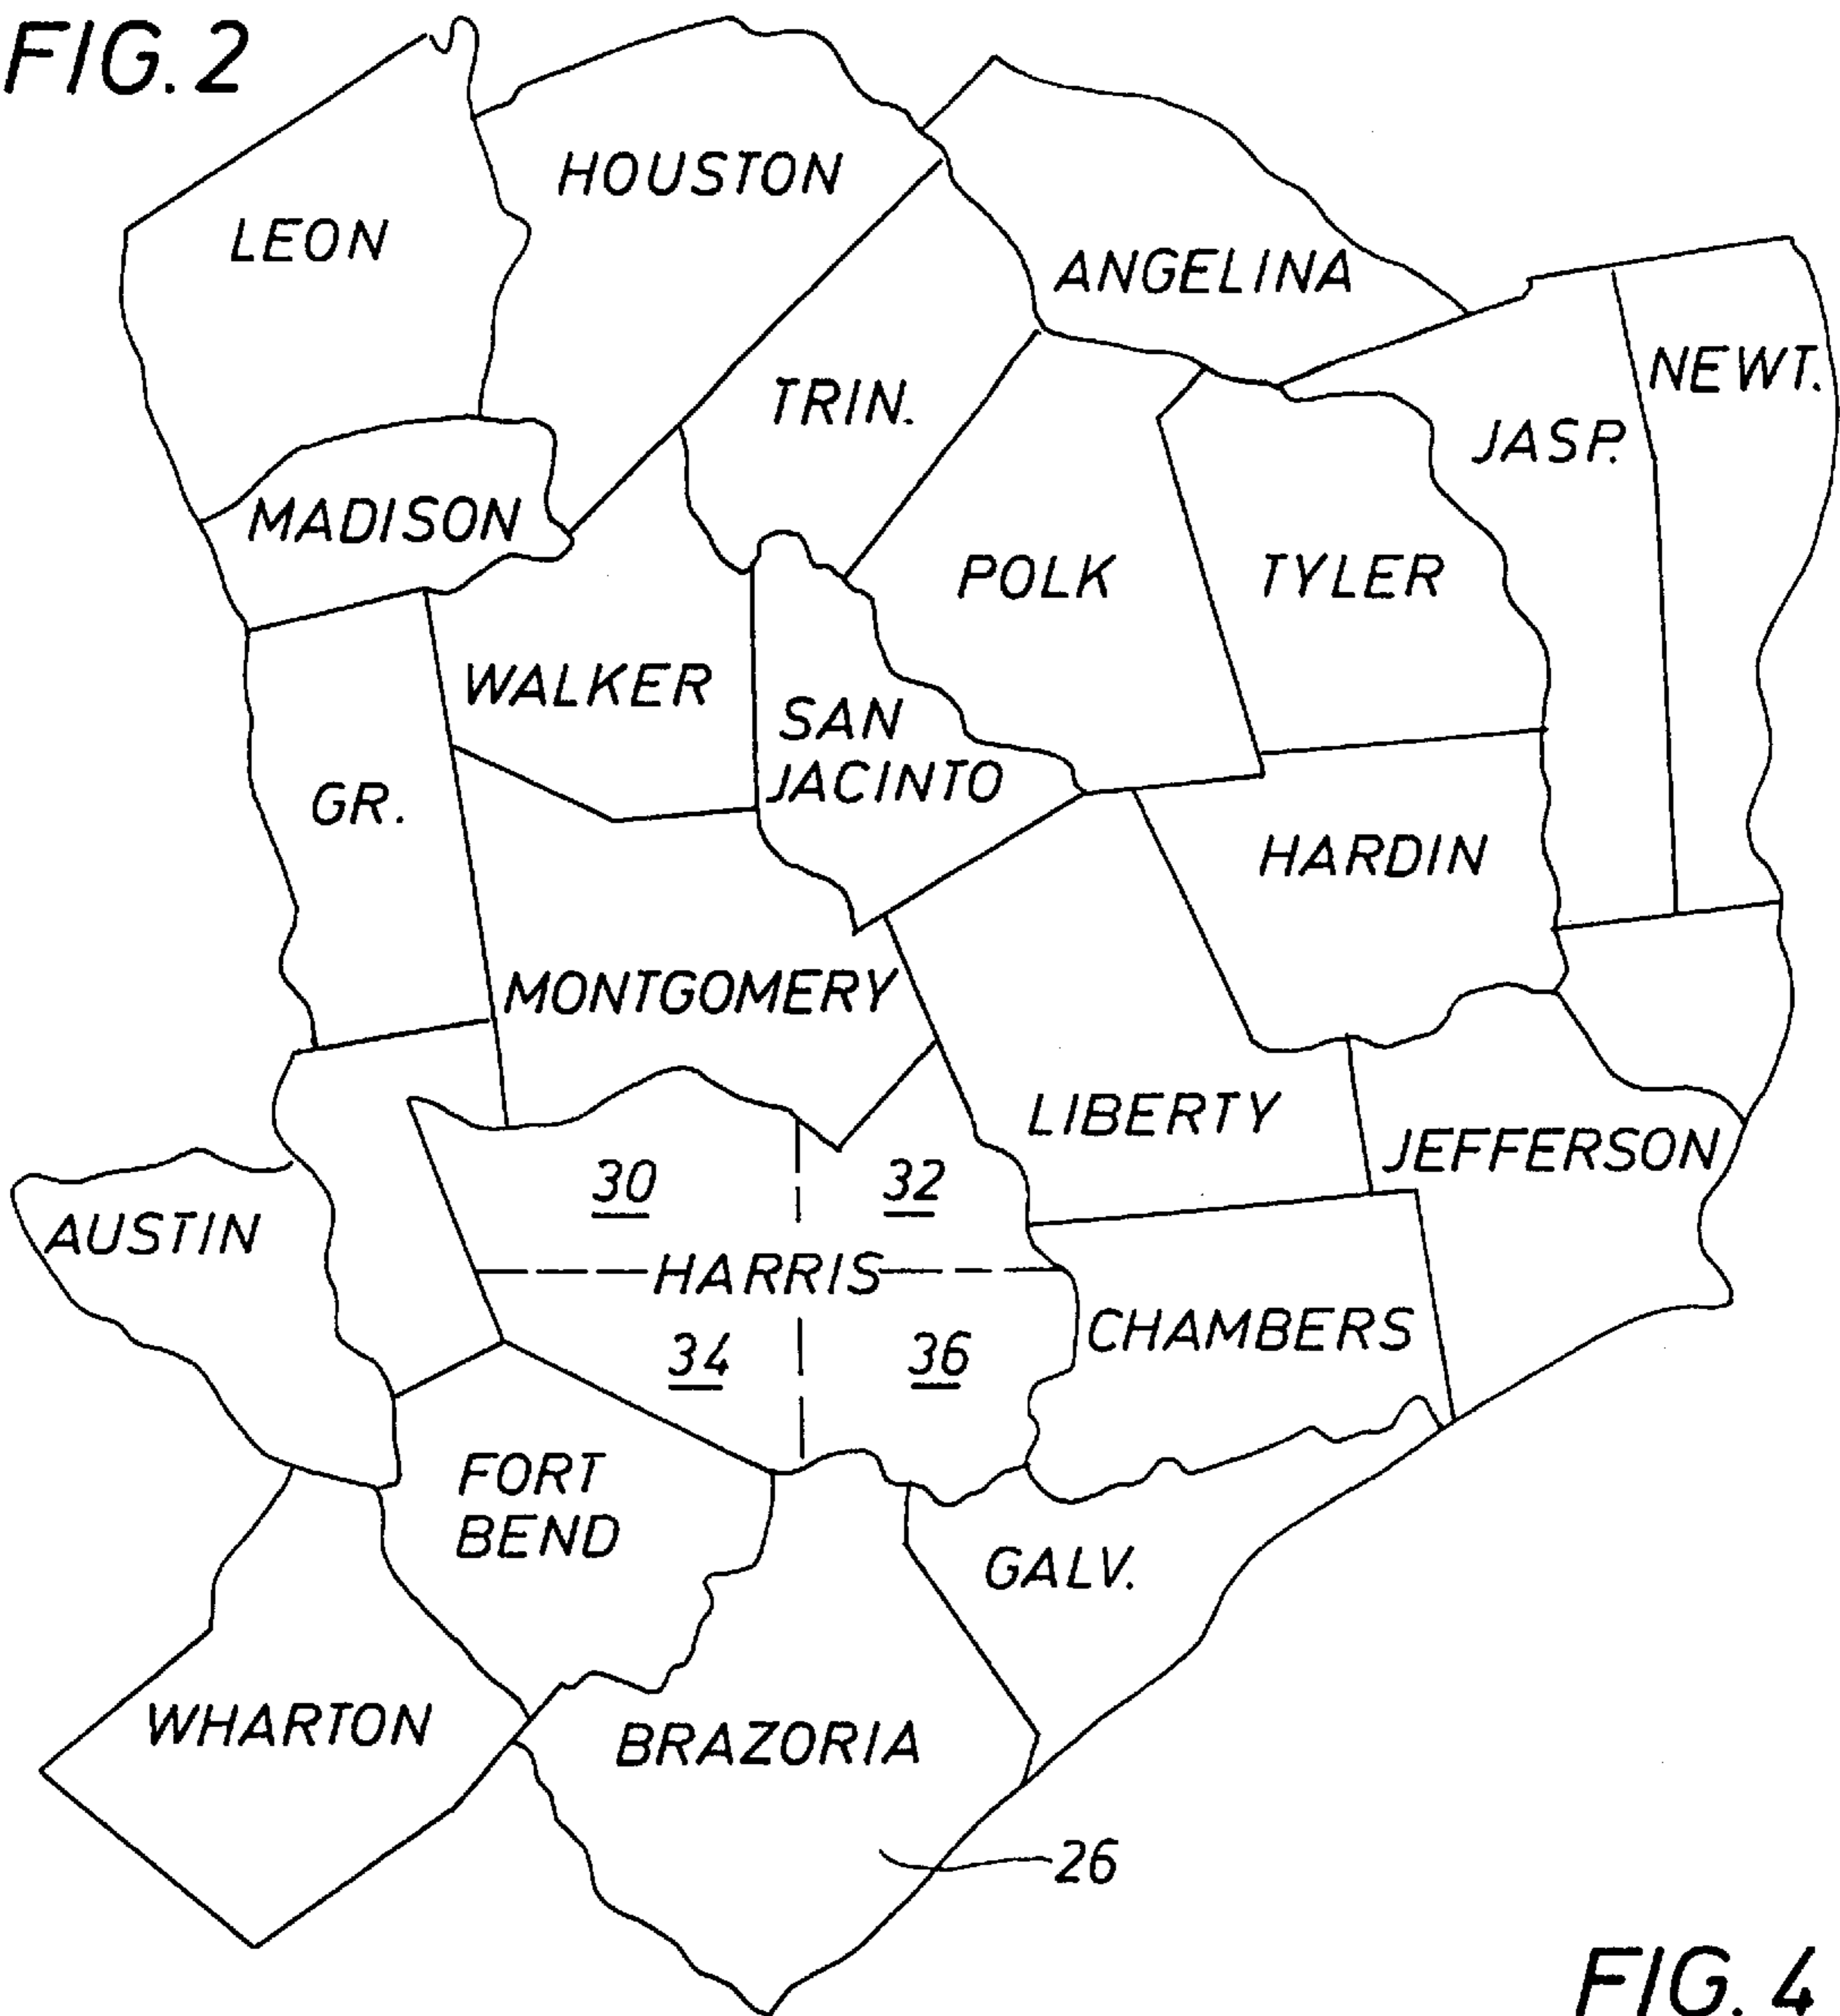 FIG. 2
HOUSTON
LEON
ANGELINA
NEWT.
TRIN.
JASP.
MADISON
POLK
TYLER
WALKER
SAN
JACINTO
GR.
HARDIN
MONTGOMERY
LIBERTY
JEFFERSON
30
32
AUSTIN
HARRIS
CHAMBERS
34
36
FORT
BEND
GALV.
WHARTON
BRAZORIA
26
FIG. 4